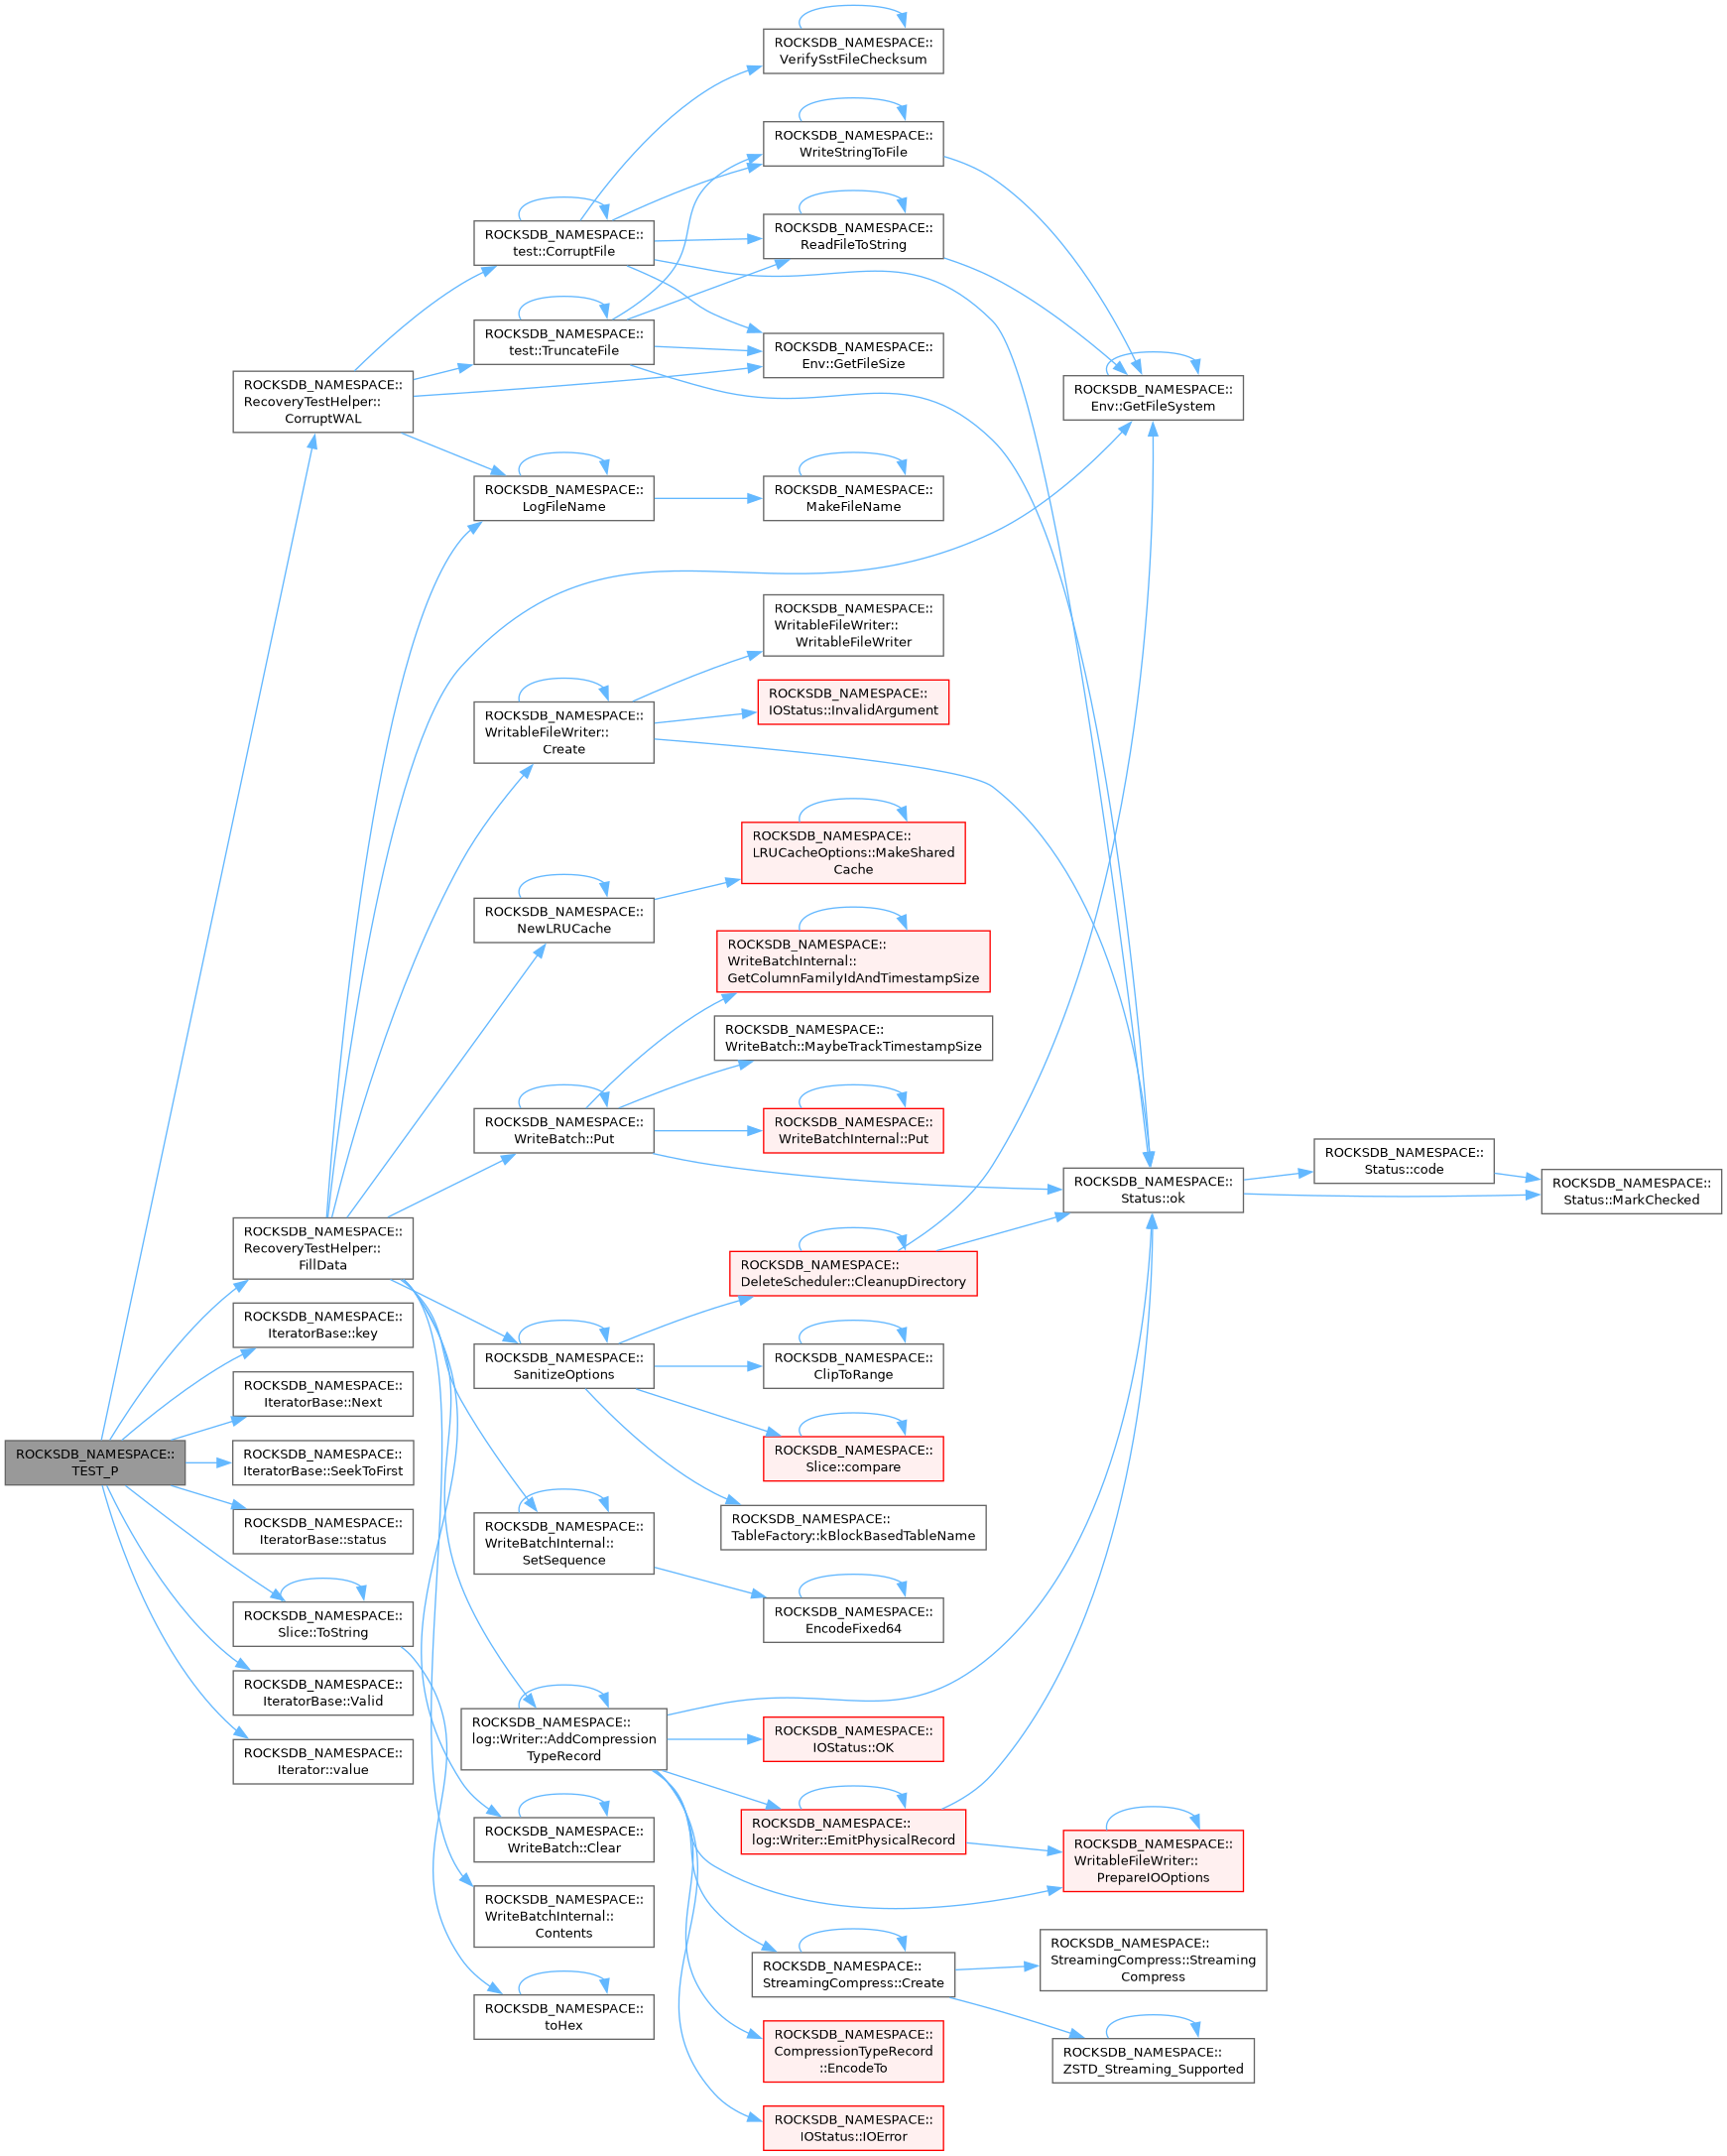 ROCKSDB_NAMESPACE::
TEST_P
ROCKSDB_NAMESPACE::
RecoveryTestHelper::
CorruptWAL
ROCKSDB_NAMESPACE::
RecoveryTestHelper::
FillData
ROCKSDB_NAMESPACE::
IteratorBase::key
ROCKSDB_NAMESPACE::
IteratorBase::Next
ROCKSDB_NAMESPACE::
IteratorBase::SeekToFirst
ROCKSDB_NAMESPACE::
IteratorBase::status
ROCKSDB_NAMESPACE::
Slice::ToString
ROCKSDB_NAMESPACE::
IteratorBase::Valid
ROCKSDB_NAMESPACE::
Iterator::value
ROCKSDB_NAMESPACE::
test::CorruptFile
ROCKSDB_NAMESPACE::
test::TruncateFile
ROCKSDB_NAMESPACE::
LogFileName
ROCKSDB_NAMESPACE::
WritableFileWriter::
Create
ROCKSDB_NAMESPACE::
NewLRUCache
ROCKSDB_NAMESPACE::
WriteBatch::Put
ROCKSDB_NAMESPACE::
SanitizeOptions
ROCKSDB_NAMESPACE::
WriteBatchInternal::
SetSequence
ROCKSDB_NAMESPACE::
log::Writer::AddCompression
TypeRecord
ROCKSDB_NAMESPACE::
WriteBatch::Clear
ROCKSDB_NAMESPACE::
WriteBatchInternal::
Contents
ROCKSDB_NAMESPACE::
toHex
ROCKSDB_NAMESPACE::
VerifySstFileChecksum
ROCKSDB_NAMESPACE::
WriteStringToFile
ROCKSDB_NAMESPACE::
ReadFileToString
ROCKSDB_NAMESPACE::
Env::GetFileSize
ROCKSDB_NAMESPACE::
MakeFileName
ROCKSDB_NAMESPACE::
WritableFileWriter::
WritableFileWriter
ROCKSDB_NAMESPACE::
IOStatus::InvalidArgument
ROCKSDB_NAMESPACE::
LRUCacheOptions::MakeShared
Cache
ROCKSDB_NAMESPACE::
WriteBatchInternal::
GetColumnFamilyIdAndTimestampSize
ROCKSDB_NAMESPACE::
WriteBatch::MaybeTrackTimestampSize
ROCKSDB_NAMESPACE::
WriteBatchInternal::Put
ROCKSDB_NAMESPACE::
DeleteScheduler::CleanupDirectory
ROCKSDB_NAMESPACE::
ClipToRange
ROCKSDB_NAMESPACE::
Slice::compare
ROCKSDB_NAMESPACE::
TableFactory::kBlockBasedTableName
ROCKSDB_NAMESPACE::
EncodeFixed64
ROCKSDB_NAMESPACE::
IOStatus::OK
ROCKSDB_NAMESPACE::
log::Writer::EmitPhysicalRecord
ROCKSDB_NAMESPACE::
StreamingCompress::Create
ROCKSDB_NAMESPACE::
CompressionTypeRecord
::EncodeTo
ROCKSDB_NAMESPACE::
IOStatus::IOError
ROCKSDB_NAMESPACE::
Env::GetFileSystem
ROCKSDB_NAMESPACE::
Status::ok
ROCKSDB_NAMESPACE::
WritableFileWriter::
PrepareIOOptions
ROCKSDB_NAMESPACE::
StreamingCompress::Streaming
Compress
ROCKSDB_NAMESPACE::
ZSTD_Streaming_Supported
ROCKSDB_NAMESPACE::
Status::code
ROCKSDB_NAMESPACE::
Status::MarkChecked